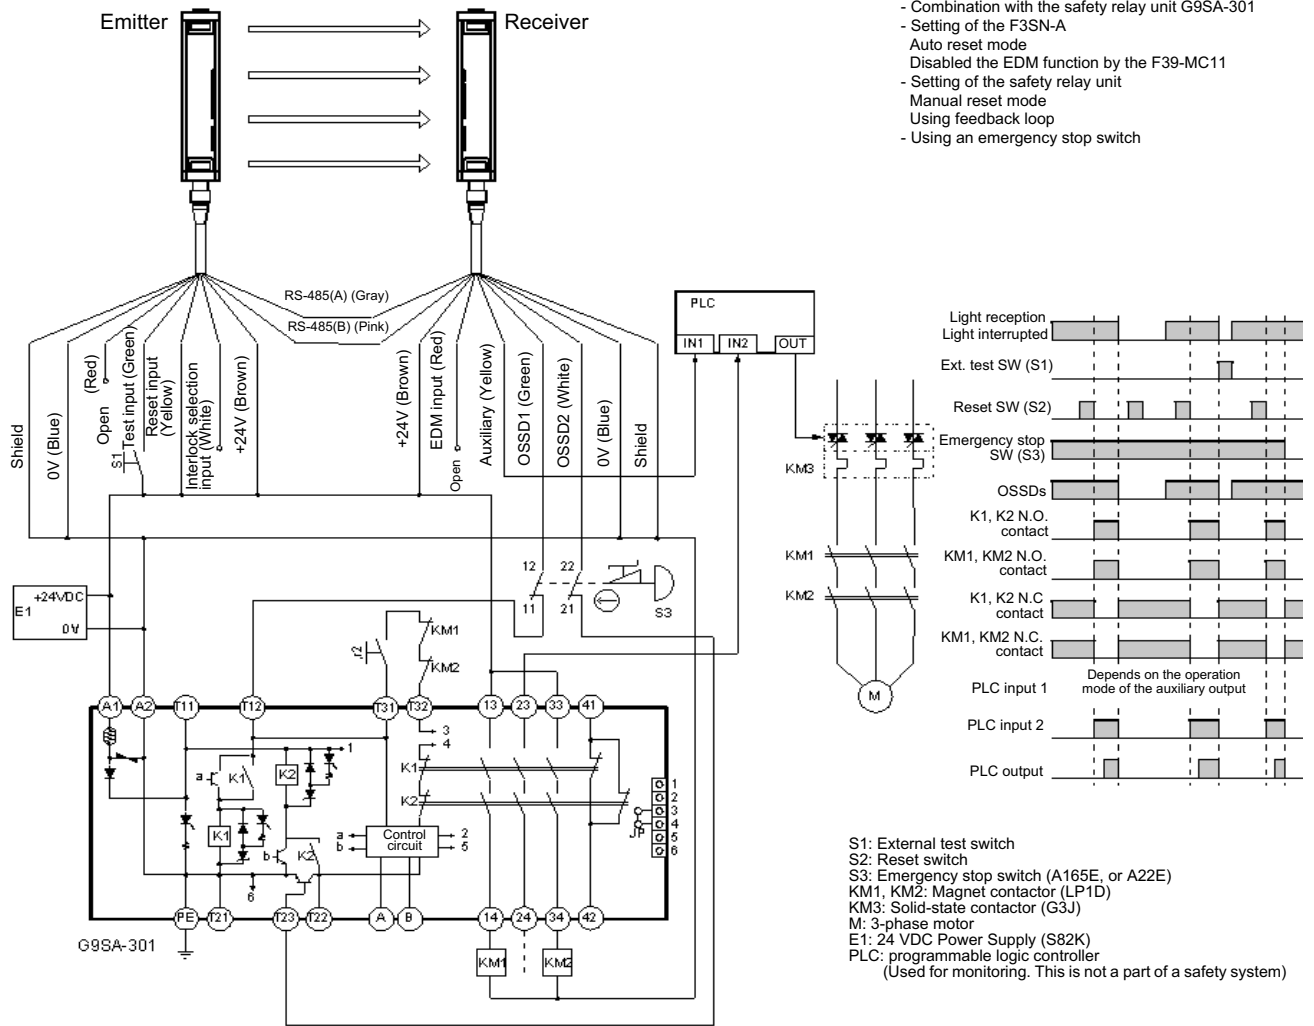 - Combination with the safety relay unit G9SA-301
- Setting of the F3SN-A
Auto reset mode
Disabled the EDM function by the F39-MC11
- Setting of the safety relay unit
Manual reset mode
Using feedback loop
- Using an emergency stop switch
Emitter
Receiver
RS-485(A) (Gray)
RS-485(B) (Pink)
Shield
0V (Blue)
Open
(Red)
S1
Test input (Green)
Reset input
(Yellow)
Interlock selection
input (White)
+24V (Brown)
+24V (Brown)
EDM input (Red)
Open
Auxiliary (Yellow)
OSSD1 (Green)
OSSD2 (White)
0V (Blue)
Shield
PLC
IN1
IN2
OUT
KM3
KM1
KM2
M
Light reception
Light interrupted
Ext. test SW (S1)
Reset SW (S2)
Emergency stop
SW (S3)
OSSDs
K1, K2 N.O.
contact
KM1, KM2 N.O.
contact
K1, K2 N.C
contact
KM1, KM2 N.C.
contact
PLC input 1
Depends on the operation
mode of the auxiliary output
PLC input 2
PLC output
+24VDC
E1
0V
12
22
11
21
S3
r2
KM1
KM2
A1
A2
T11
T12
T31
T32
13
23
33
41
3
4
1
K1
K2
a
K1
K2
K1
b
K2
6
a
b
Control
circuit
2
5
JP
1
2
3
4
5
6
PE
T21
T23
T22
A
B
14
24
34
42
G9SA-301
KM1
KM2
S1: External test switch
S2: Reset switch
S3: Emergency stop switch (A165E, or A22E)
KM1, KM2: Magnet contactor (LP1D)
KM3: Solid-state contactor (G3J)
M: 3-phase motor
E1: 24 VDC Power Supply (S82K)
PLC: programmable logic controller
(Used for monitoring. This is not a part of a safety system)